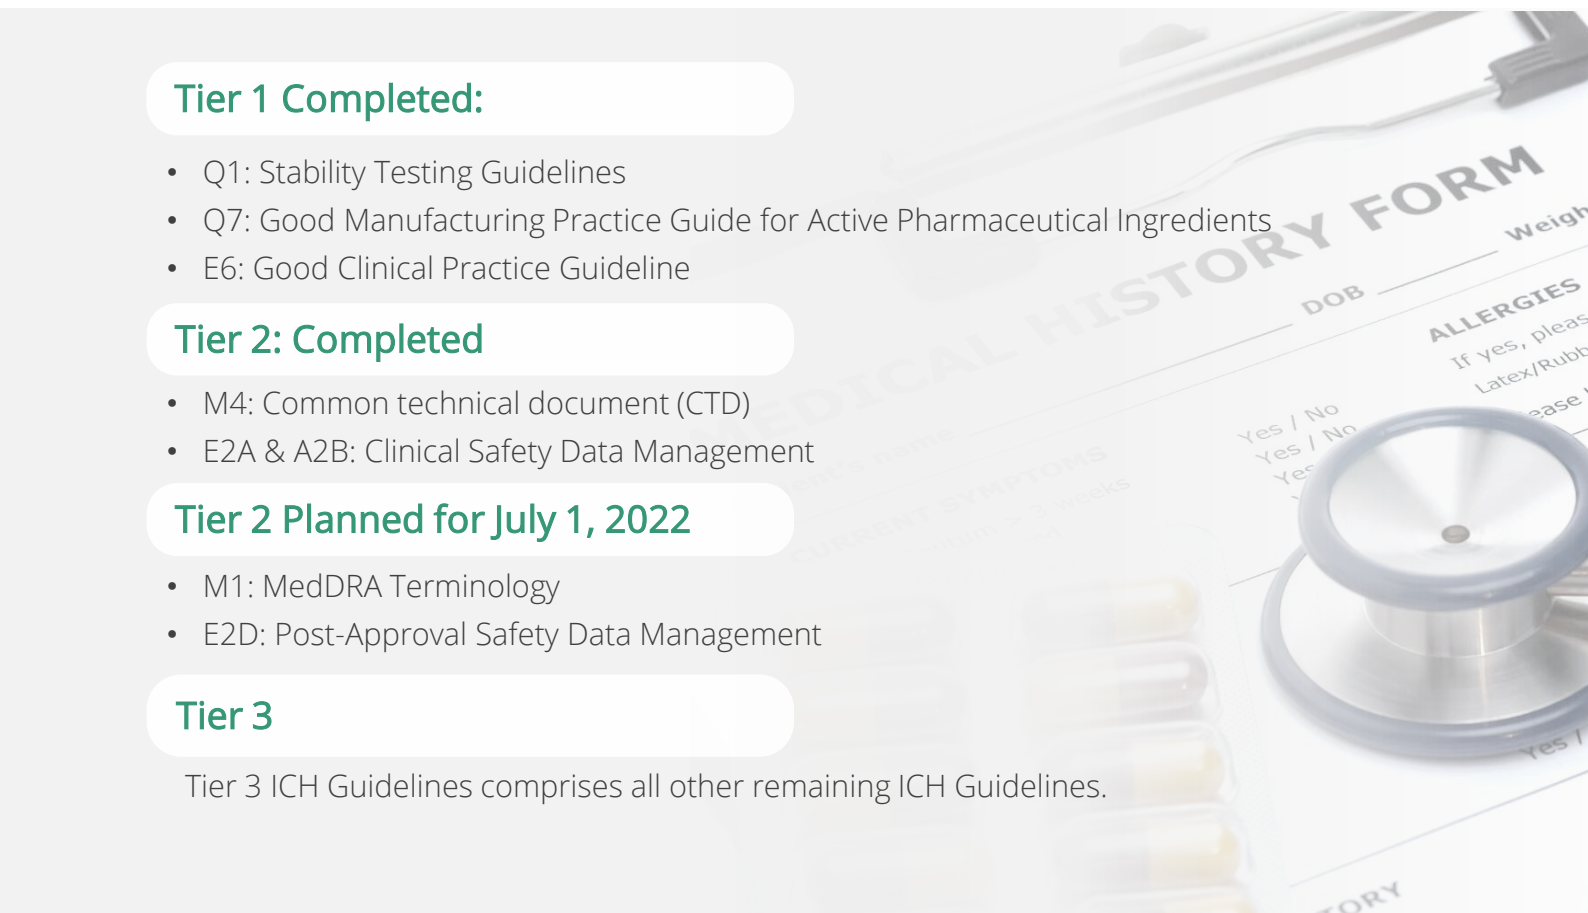 Tier 1 Completed:
• Q1: Stability Testing Guidelines
• Q7: Good Manufacturing Practice Guide for Active Pharmaceutical Ingredients
• E6: Good Clinical Practice Guideline
Tier 2: Completed
• M4: Common technical document (CTD)
• E2A & A2B: Clinical Safety Data Management
Tier 2 Planned for July 1, 2022
• M1: MedDRA Terminology
• E2D: Post-Approval Safety Data Management
Tier 3
Tier 3 ICH Guidelines comprises all other remaining ICH Guidelines.
MEDICAL HISTORY FORM
DOB
ALLERGIES
If yes,
Yes / No
Yes / No
Yes
name
CURRENT SYMPTOMS
weeks
Yes /